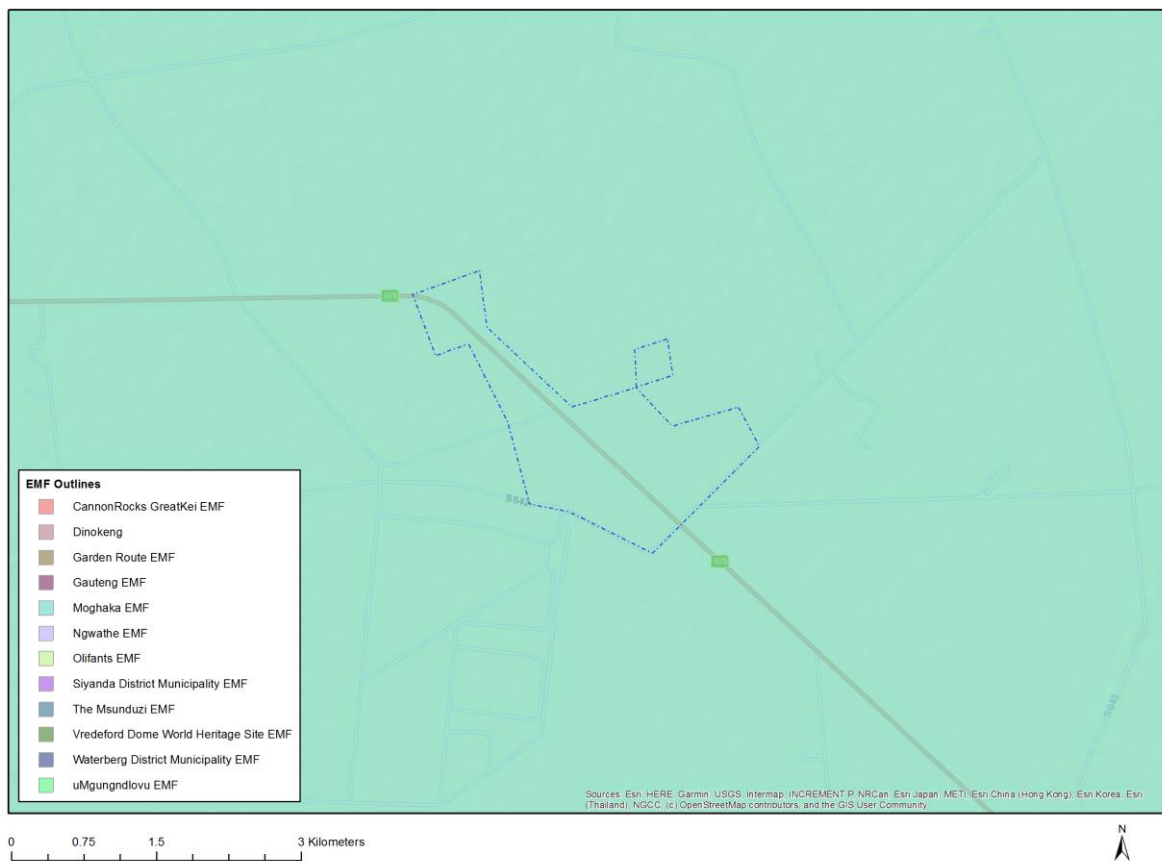 S642
S643
EMF Outlines
CannonRocks GreatKei EMF
Dinokeng
Garden Route EMF
Gauteng EMF
Moghaka EMF
Ngwathe EMF
Olifants EMF
Siyanda District Municipality EMF
The Msunduzi EMF
Vredeford Dome World Heritage Site EMF
Waterberg District Municipality EMF
uMgungndlovu EMF
Sources: Esri, HERE, Garmin, USGS, Intermap, INCREMENT P, NRCan, Esri Japan, METI, Esri China (Hong Kong), Esri Korea, Esri
(Thailand), NGCC, (c) OpenStreetMap contributors, and the GIS User Community
0 0.75 1.5 3 Kilometers
N